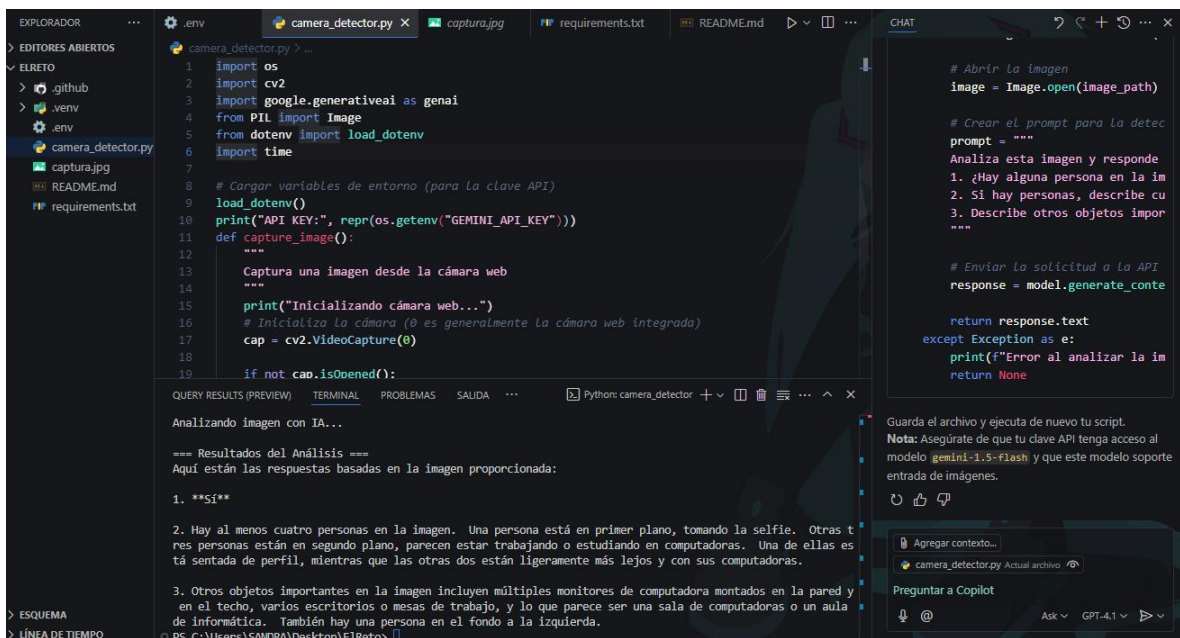 EXPLORADOR
EDITORES ABIERTOS
ELRETO
.github
.venv
.env
camera_detector.py
captura.jpg
README.md
requirements.txt
ESQUEMA
LÍNEA DE TIEMPO
.env
camera_detector.py
captura.jpg
requirements.txt
README.md
camera_detector.py > ...
1 import os
2 import cv2
3 import google.generativeai as genai
4 from PIL import Image
5 from dotenv import load_dotenv
6 import time
7
8 # Cargar variables de entorno (para la clave API)
9 load_dotenv()
10 print("API KEY:", repr(os.getenv("GEMINI_API_KEY")))
11 def capture_image():
12 """
13 Captura una imagen desde la cámara web
14 """
15 print("Inicializando cámara web...")
16 # Inicializa la cámara (0 es generalmente la cámara web integrada)
17 cap = cv2.VideoCapture(0)
18
19 if not cap.isOpened():
QUERY RESULTS (PREVIEW) TERMINAL PROBLEMAS SALIDA ... Python: camera_detector
Analizando imagen con IA...
=== Resultados del Análisis ===
Aquí están las respuestas basadas en la imagen proporcionada:
1. **Sí**
2. Hay al menos cuatro personas en la imagen. Una persona está en primer plano, tomando la selfie. Otras t
res personas están en segundo plano, parecen estar trabajando o estudiando en computadoras. Una de ellas es
tá sentada de perfil, mientras que las otras dos están ligeramente más lejos y con sus computadoras.
3. Otros objetos importantes en la imagen incluyen múltiples monitores de computadora montados en la pared y
en el techo, varios escritorios o mesas de trabajo, y lo que parece ser una sala de computadoras o un aula
de informática. También hay una persona en el fondo a la izquierda.
PS C:\Users\SANDRA\Desktop\ElReto>
CHAT
# Abrir la imagen
image = Image.open(image_path)
# Crear el prompt para la detec
prompt = """
Analiza esta imagen y responde
1. ¿Hay alguna persona en la im
2. Si hay personas, describe cu
3. Describe otros objetos impor
"""
# Enviar la solicitud a la API
response = model.generate_conte
return response.text
except Exception as e:
print(f"Error al analizar la im
return None
Guarda el archivo y ejecuta de nuevo tu script.
Nota: Asegúrate de que tu clave API tenga acceso al
modelo gemini-1.5-flash y que este modelo soporte
entrada de imágenes.
Agregar contexto...
camera_detector.py Actual archivo
Preguntar a Copilot
@ Ask GPT-4.1